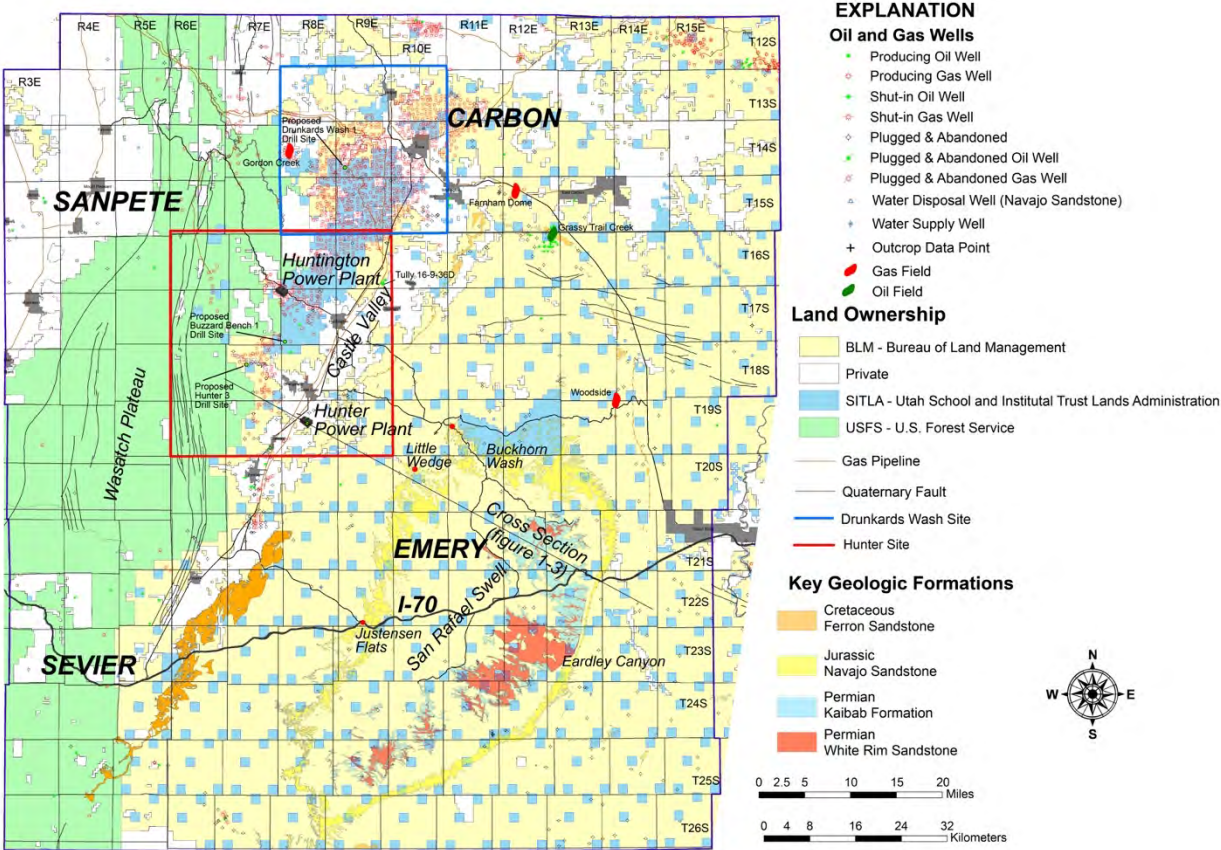 R4E
R5E
R6E
R7E
R8E
R9E
R10E
R11E
R12E
R13E
R14E
R15E
T12S
R3E
T13S
CARBON
Proposed
Drunkards Wash 1
Drill Site
T14S
Gordon Creek
SANPETE
Farnham Dome
T15S
Grassy Trail Creek
T16S
Huntington
Power Plant
Tully 16-9-36D
T17S
Proposed
Buzzard Bench 1
Drill Site
Castle Valley
T18S
Proposed
Hunter 3
Drill Site
Woodside
T19S
Hunter
Power Plant
Wasatch Plateau
Little
Wedge
Buckhorn
Wash
T20S
Cross Section
(figure 1-3)
EMERY
T21S
I-70
San Rafael Swell
T22S
Justensen
Flats
SEVIER
T23S
Eardley Canyon
T24S
T25S
T26S
EXPLANATION
Oil and Gas Wells
Producing Oil Well
Producing Gas Well
Shut-in Oil Well
Shut-in Gas Well
Plugged & Abandoned
Plugged & Abandoned Oil Well
Plugged & Abandoned Gas Well
Water Disposal Well (Navajo Sandstone)
Water Supply Well
Outcrop Data Point
Gas Field
Oil Field
Land Ownership
BLM - Bureau of Land Management
Private
SITLA - Utah School and Institutal Trust Lands Administration
USFS - U.S. Forest Service
Gas Pipeline
Quaternary Fault
Drunkards Wash Site
Hunter Site
Key Geologic Formations
Cretaceous
Ferron Sandstone
Jurassic
Navajo Sandstone
Permian
Kaibab Formation
Permian
White Rim Sandstone
N
W
E
S
0 2.5 5 10 15 20
Miles
0 4 8 16 24 32
Kilometers